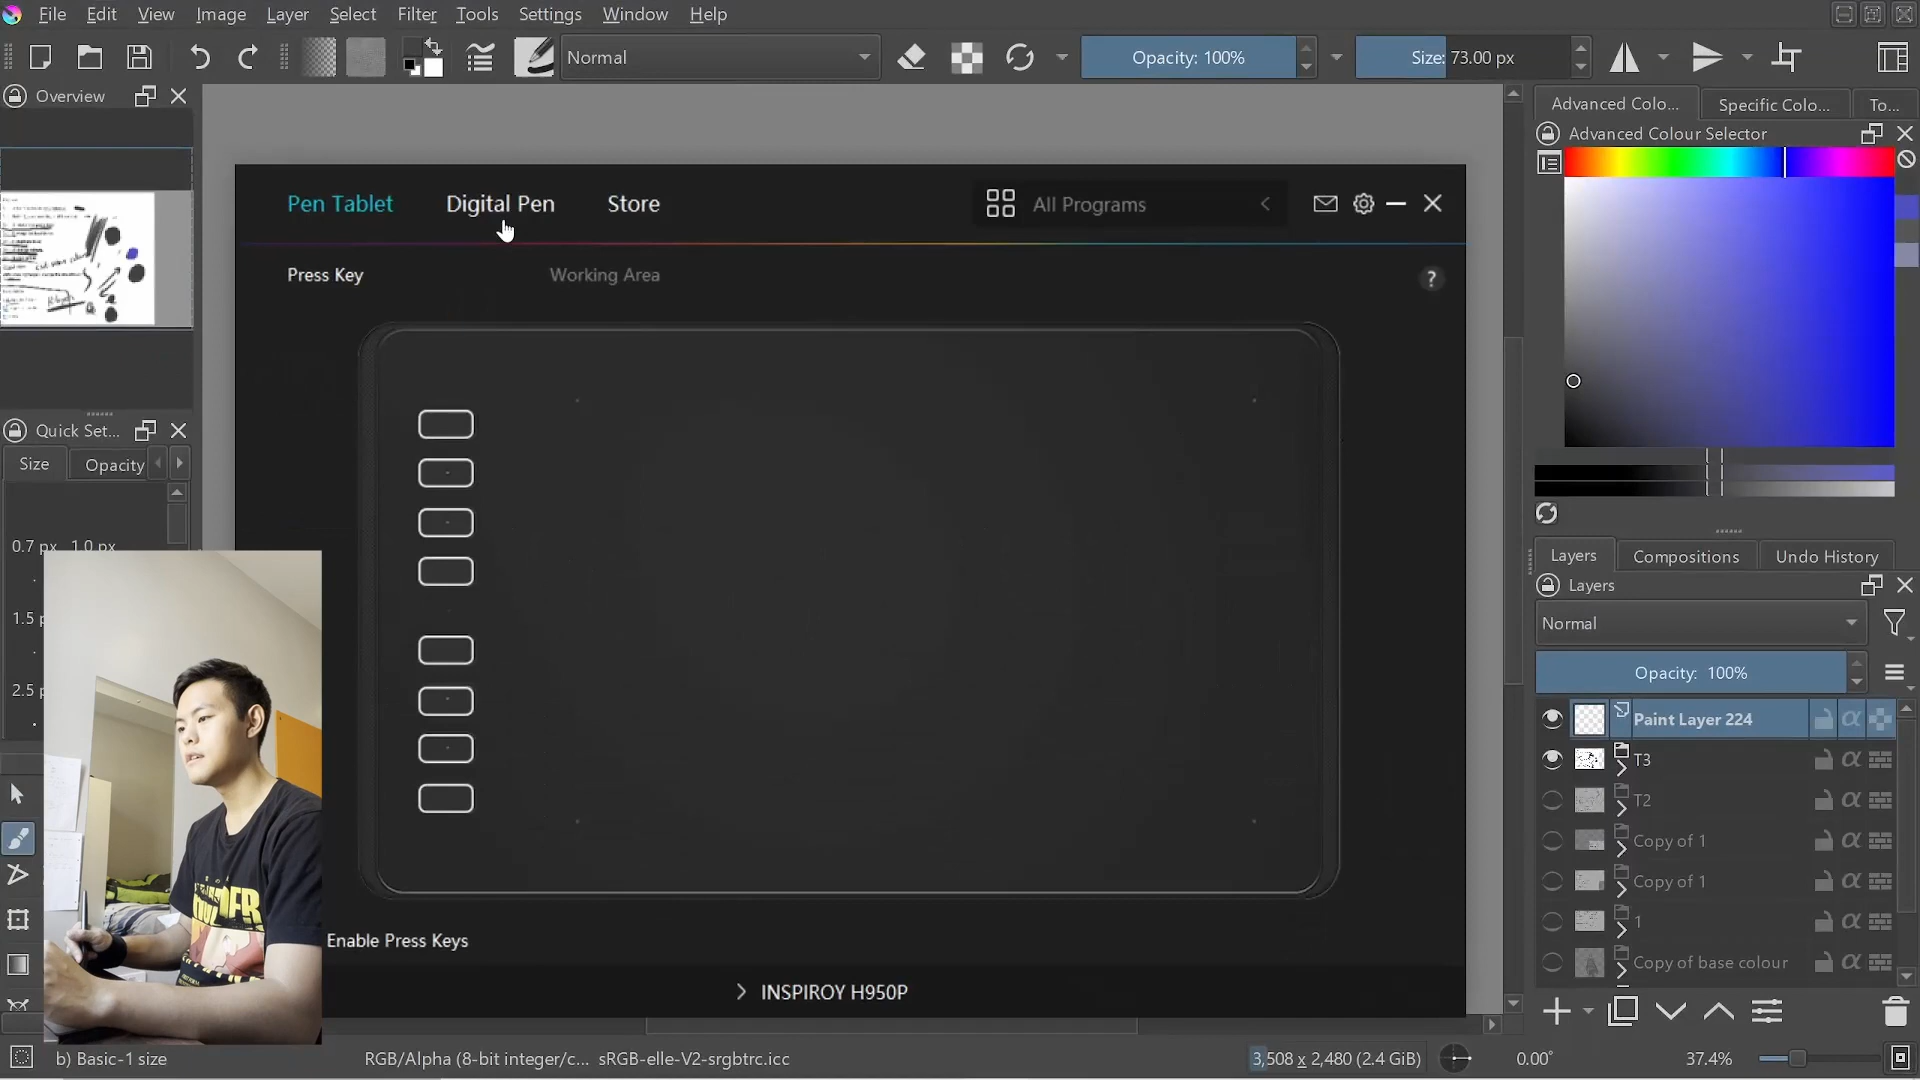 File Edit View Image Layer Select Filter Tools Settings Window Help
Normal
Opacity: 100%
Size: 73.00 px
Overview
Advanced Colo...
Specific Colo...
To...
Advanced Colour Selector
Pen Tablet
Digital Pen
Store
All Programs
Press Key
Working Area
?
Quick Set...
Size
Opacity
0.7 px 1.0 px
1.5 p
2.5 p
Enable Press Keys
INSPIROY H950P
Layers
Compositions
Undo History
Layers
Normal
Opacity: 100%
Paint Layer 224
T3
T2
Copy of 1
Copy of 1
1
Copy of base colour
b) Basic-1 size
RGB/Alpha (8-bit integer/c... sRGB-elle-V2-srgbtrc.icc
3,508 x 2,480 (2.4 GiB)
0.00°
37.4%